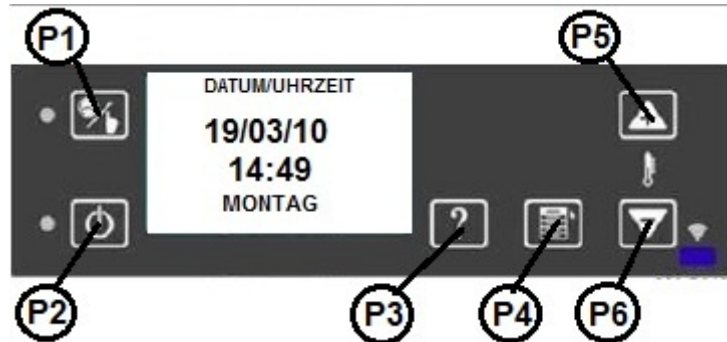 P1
P5
DATUM/UHRZEIT
19/03/10
14:49
MONTAG
?
P2
P3
P4
P6